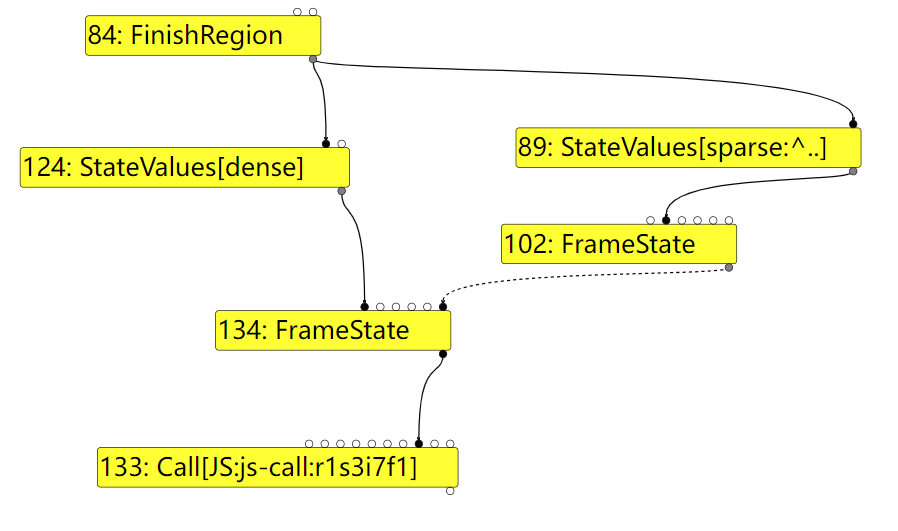 84: FinishRegion
124: StateValues[dense]
89: StateValues[sparse:^..]
102: FrameState
134: FrameState
133: Call[JS:js-call:r1s3i7f1]